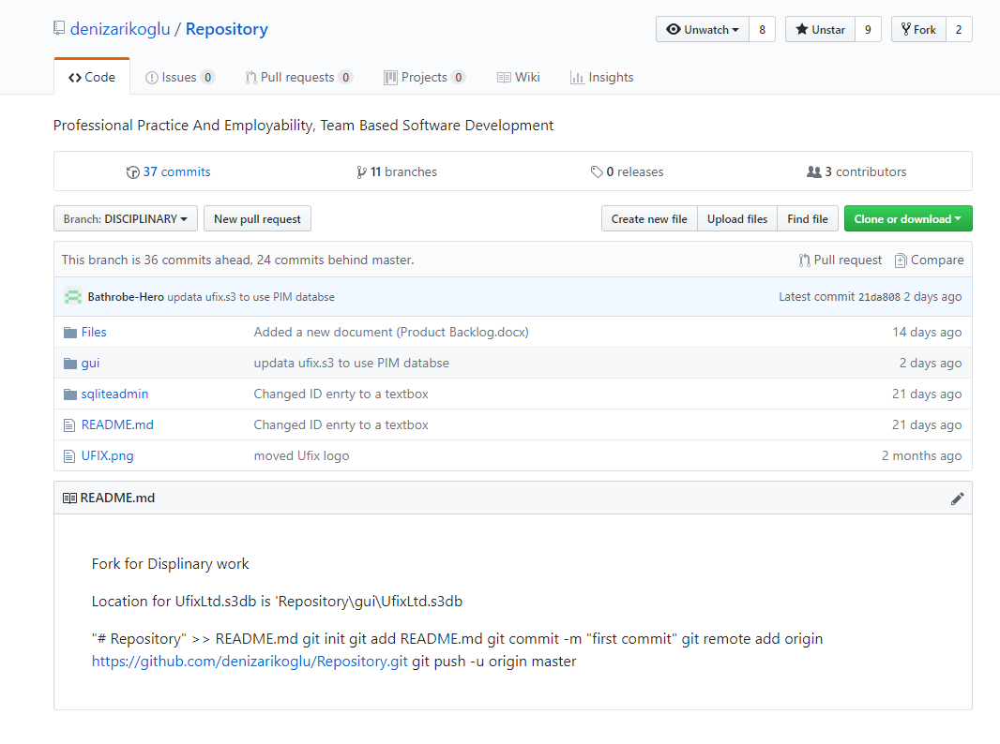 denizarikoglu / Repository
Unwatch 8 Unstar 9 Fork 2
Code Issues 0 Pull requests 0 Projects 0 Wiki Insights
Professional Practice And Employability, Team Based Software Development
37 commits 11 branches 0 releases 3 contributors
Branch: DISCIPLINARY New pull request Create new file Upload files Find file Clone or download
This branch is 36 commits ahead, 24 commits behind master. Pull request Compare
Bathrobe-Hero updata ufix.s3 to use PIM databse Latest commit 21da808 2 days ago
Files Added a new document (Product Backlog.docx) 14 days ago
gui updata ufix.s3 to use PIM databse 2 days ago
sqliteadmin Changed ID enrty to a textbox 21 days ago
README.md Changed ID enrty to a textbox 21 days ago
UFIX.png moved Ufix logo 2 months ago
README.md
Fork for Displinary work
Location for UfixLtd.s3db is 'Repository\gui\UfixLtd.s3db
"# Repository" >> README.md git init git add README.md git commit -m "first commit" git remote add origin
https://github.com/denizarikoglu/Repository.git git push -u origin master